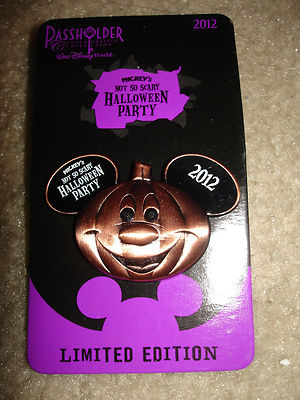 PASSHOLDER
2012
Walt Disney World
MICKEY'S
NOT SO SCARY
HALLOWEEN
PARTY
MICKEY'S
NOT SO SCARY
HALLOWEEN
PARTY
2012
LIMITED EDITION